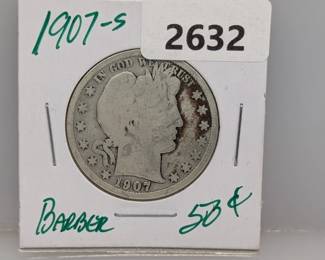 1907-S
2632
IN GOD WE TRUST
1907
BARBER 50¢